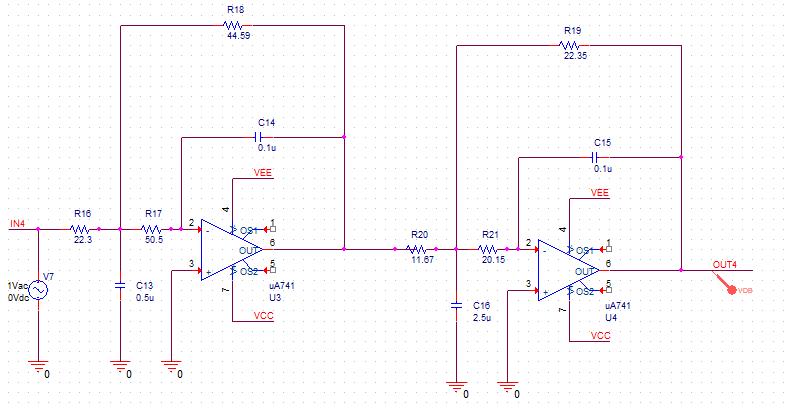 R18
44.59
R19
22.35
C14
0.1u
C15
0.1u
VEE
VEE
IN4
R16
22.3
R17
50.5
4
2
-
OS1
1
OUT
6
3
+
OS2
5
7
uA741
U3
VCC
R20
11.67
R21
20.15
4
2
-
OS1
1
OUT
6
3
+
OS2
5
7
uA741
U4
VCC
OUT4
VDB
V7
1Vac
0Vdc
C13
0.5u
C16
2.5u
0
0
0
0
0